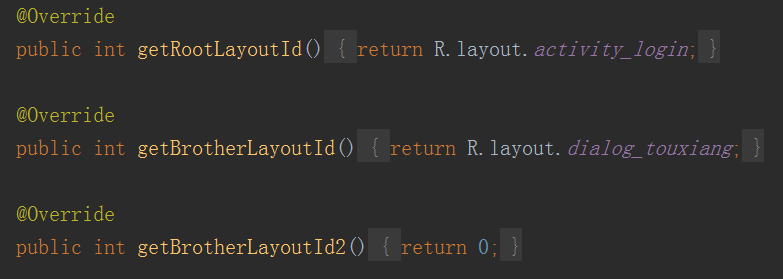 @Override
public int getRootLayoutId() { return R.layout.activity_login; }
@Override
public int getBrotherLayoutId() { return R.layout.dialog_touxiang; }
@Override
public int getBrotherLayoutId2() { return 0; }